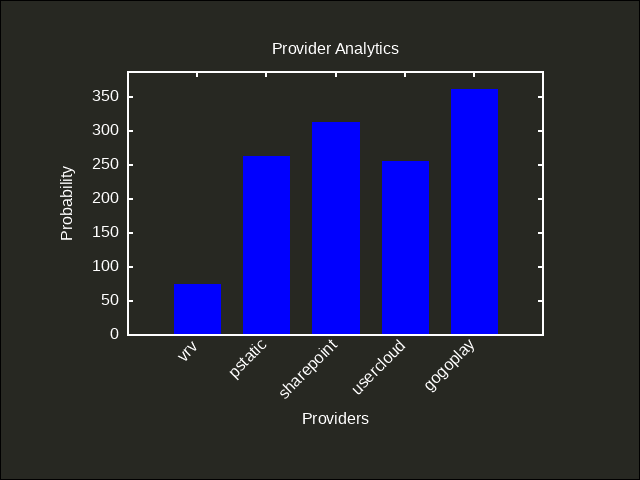 Provider Analytics
Probability
350
300
250
200
150
100
50
0
vrv
pstatic
sharepoint
usercloud
gogoplay
Providers